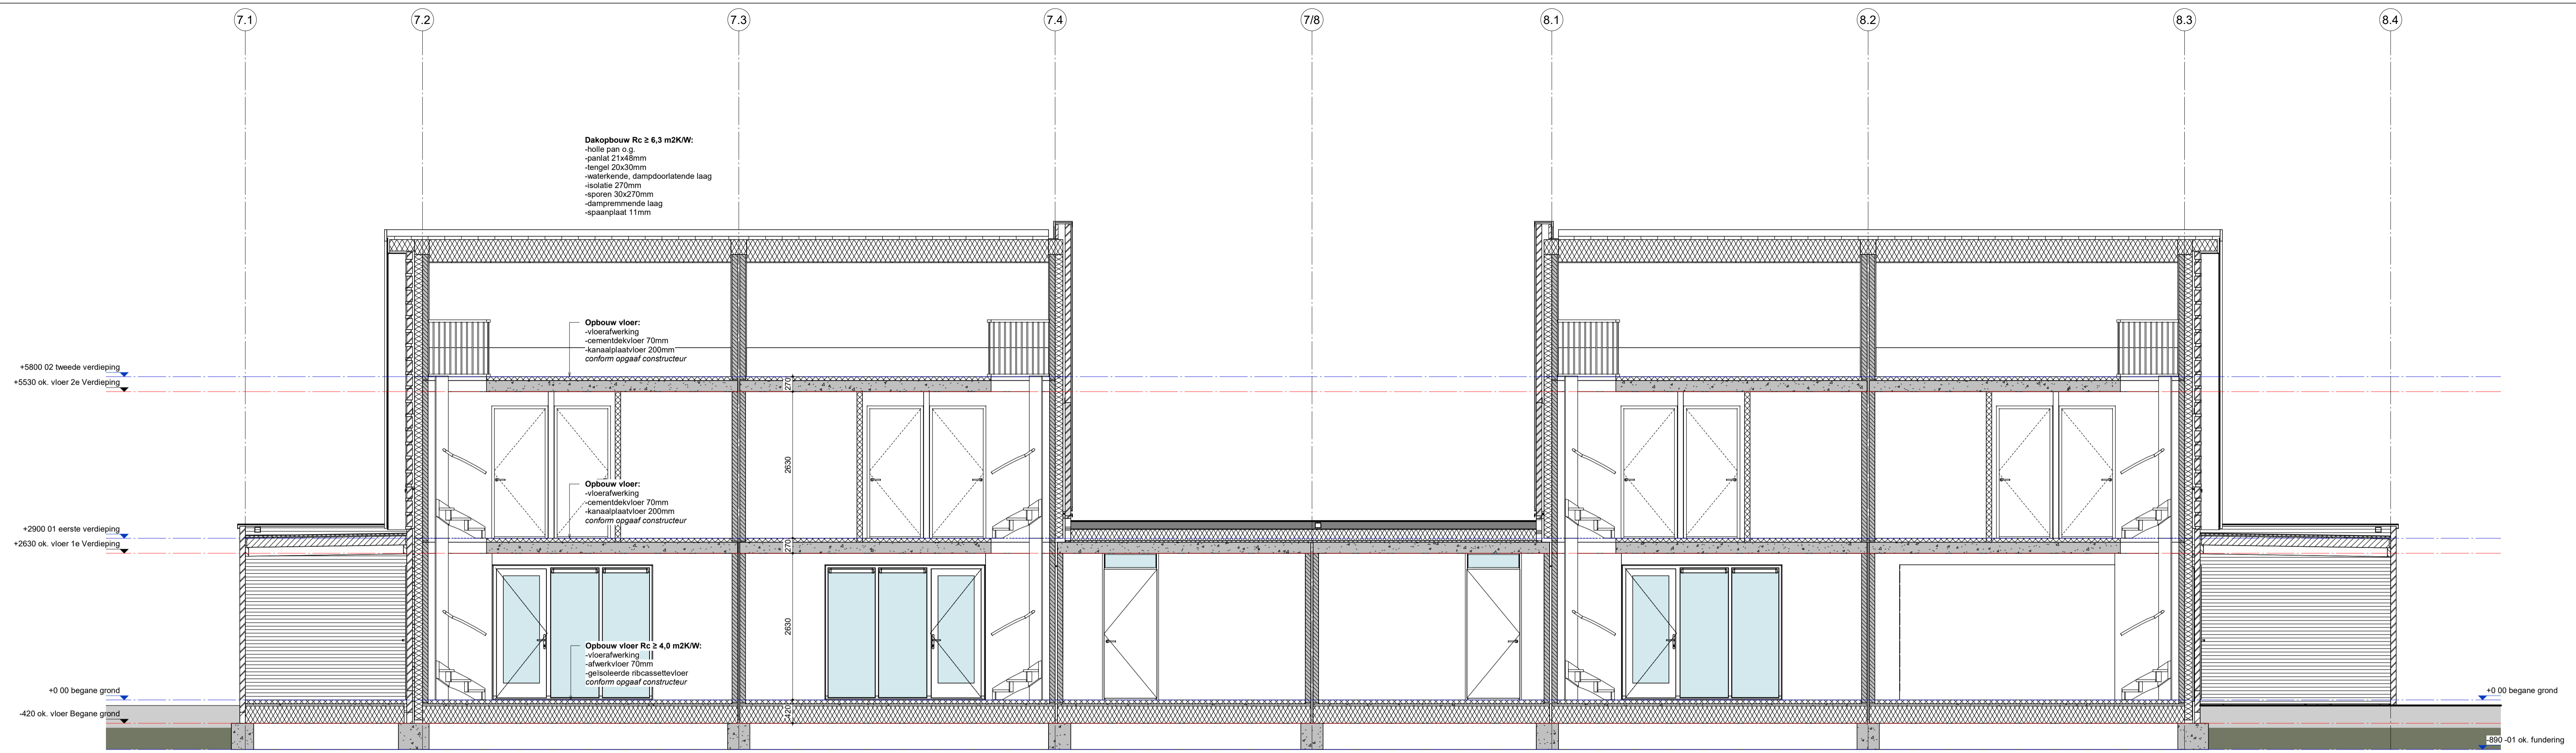 7.1 7.2 7.3 7.4 7/8 8.1 8.2 8.3 8.4
Dakopbouw Rc ≥ 6,3 m2K/W:
-holle pan o.g.
-panlat 21x48mm
-tengel 20x30mm
-waterkende, dampdoorlatende laag
-isolatie 270mm
-sporen 30x270mm
-dampremmende laag
-spaanplaat 11mm
Opbouw vloer:
-vloerafwerking
-cementdekvloer 70mm
-kanaalplaatvloer 200mm
conform opgaaf constructeur
+5800 02 tweede verdieping
+5530 ok. vloer 2e Verdieping
270
2630
Opbouw vloer:
-vloerafwerking
-cementdekvloer 70mm
-kanaalplaatvloer 200mm
conform opgaaf constructeur
+2900 01 eerste verdieping
+2630 ok. vloer 1e Verdieping
270
2630
Opbouw vloer Rc ≥ 4,0 m2K/W:
-vloerafwerking
-afwerkvloer 70mm
-geïsoleerde ribcassettevloer
conform opgaaf constructeur
+0 00 begane grond
+0 00 begane grond
-420 ok. vloer Begane grond
420
-890 -01 ok. fundering